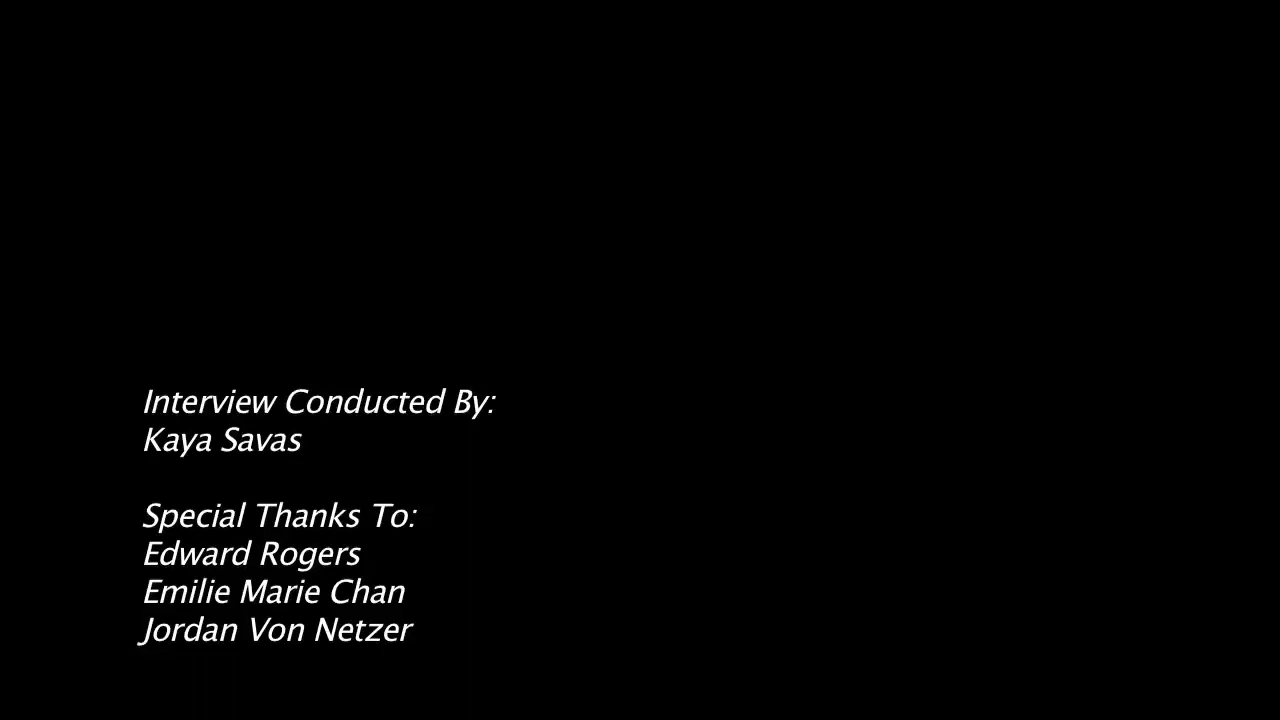 Interview Conducted By:
Kaya Savas
Special Thanks To:
Edward Rogers
Emilie Marie Chan
Jordan Von Netzer